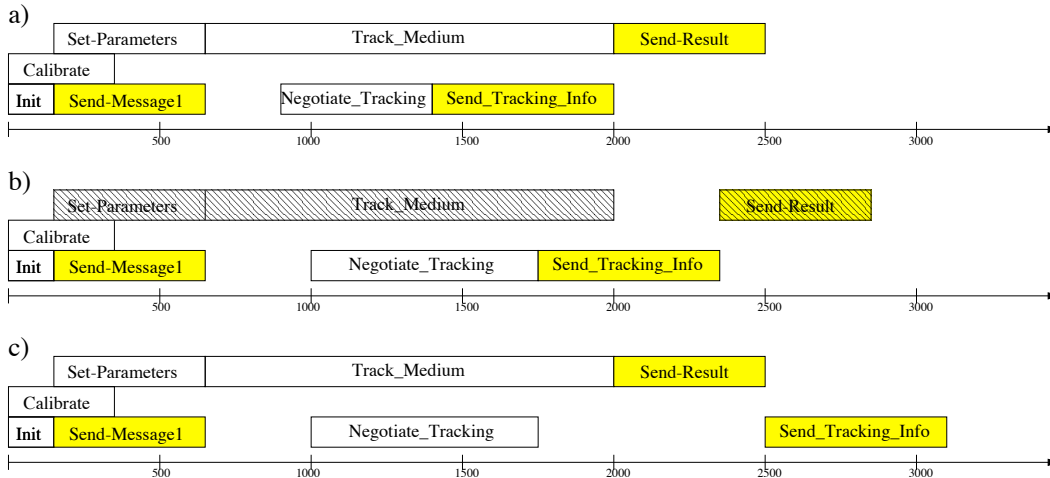 a)
Set-Parameters Track_Medium Send-Result
Calibrate
Init Send-Message1 Negotiate_Tracking Send_Tracking_Info
500 1000 1500 2000 2500 3000
b)
Set-Parameters Track_Medium Send-Result
Calibrate
Init Send-Message1 Negotiate_Tracking Send_Tracking_Info
500 1000 1500 2000 2500 3000
c)
Set-Parameters Track_Medium Send-Result
Calibrate
Init Send-Message1 Negotiate_Tracking Send_Tracking_Info
500 1000 1500 2000 2500 3000